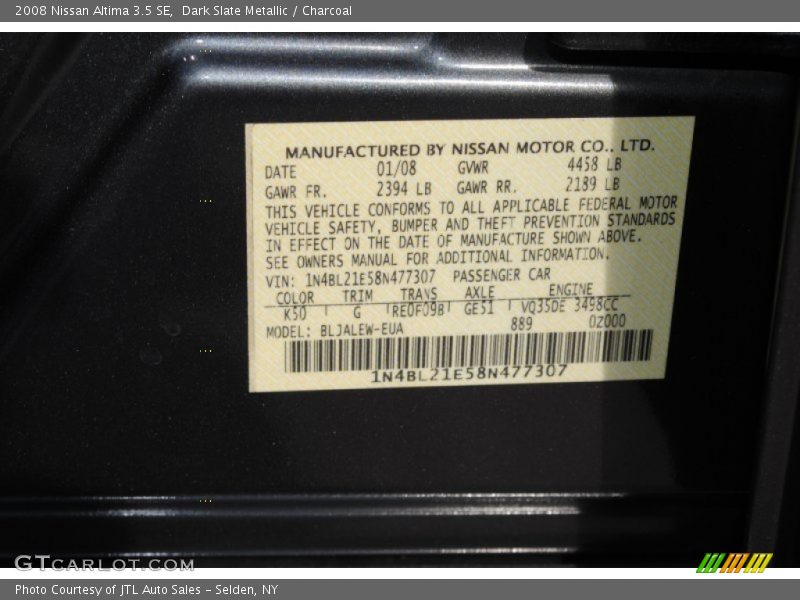 2008 Nissan Altima 3.5 SE,  Dark Slate Metallic / Charcoal
MANUFACTURED BY NISSAN MOTOR CO., LTD.
DATE 01/08 GVWR 4458 LB
GAWR FR. 2394 LB GAWR RR. 2189 LB
THIS VEHICLE CONFORMS TO ALL APPLICABLE FEDERAL MOTOR
VEHICLE SAFETY, BUMPER AND THEFT PREVENTION STANDARDS
IN EFFECT ON THE DATE OF MANUFACTURE SHOWN ABOVE.
SEE OWNERS MANUAL FOR ADDITIONAL INFORMATION.
VIN: 1N4BL21E58N477307 PASSENGER CAR
COLOR TRIM TRANS AXLE ENGINE
K50 G RE0F09B GE51 VQ35DE 3498CC
MODEL: BLJALEW-EUA 889 0Z000
1N4BL21E58N477307
GTCARLOT.COM
Photo Courtesy of JTL Auto Sales – Selden, NY